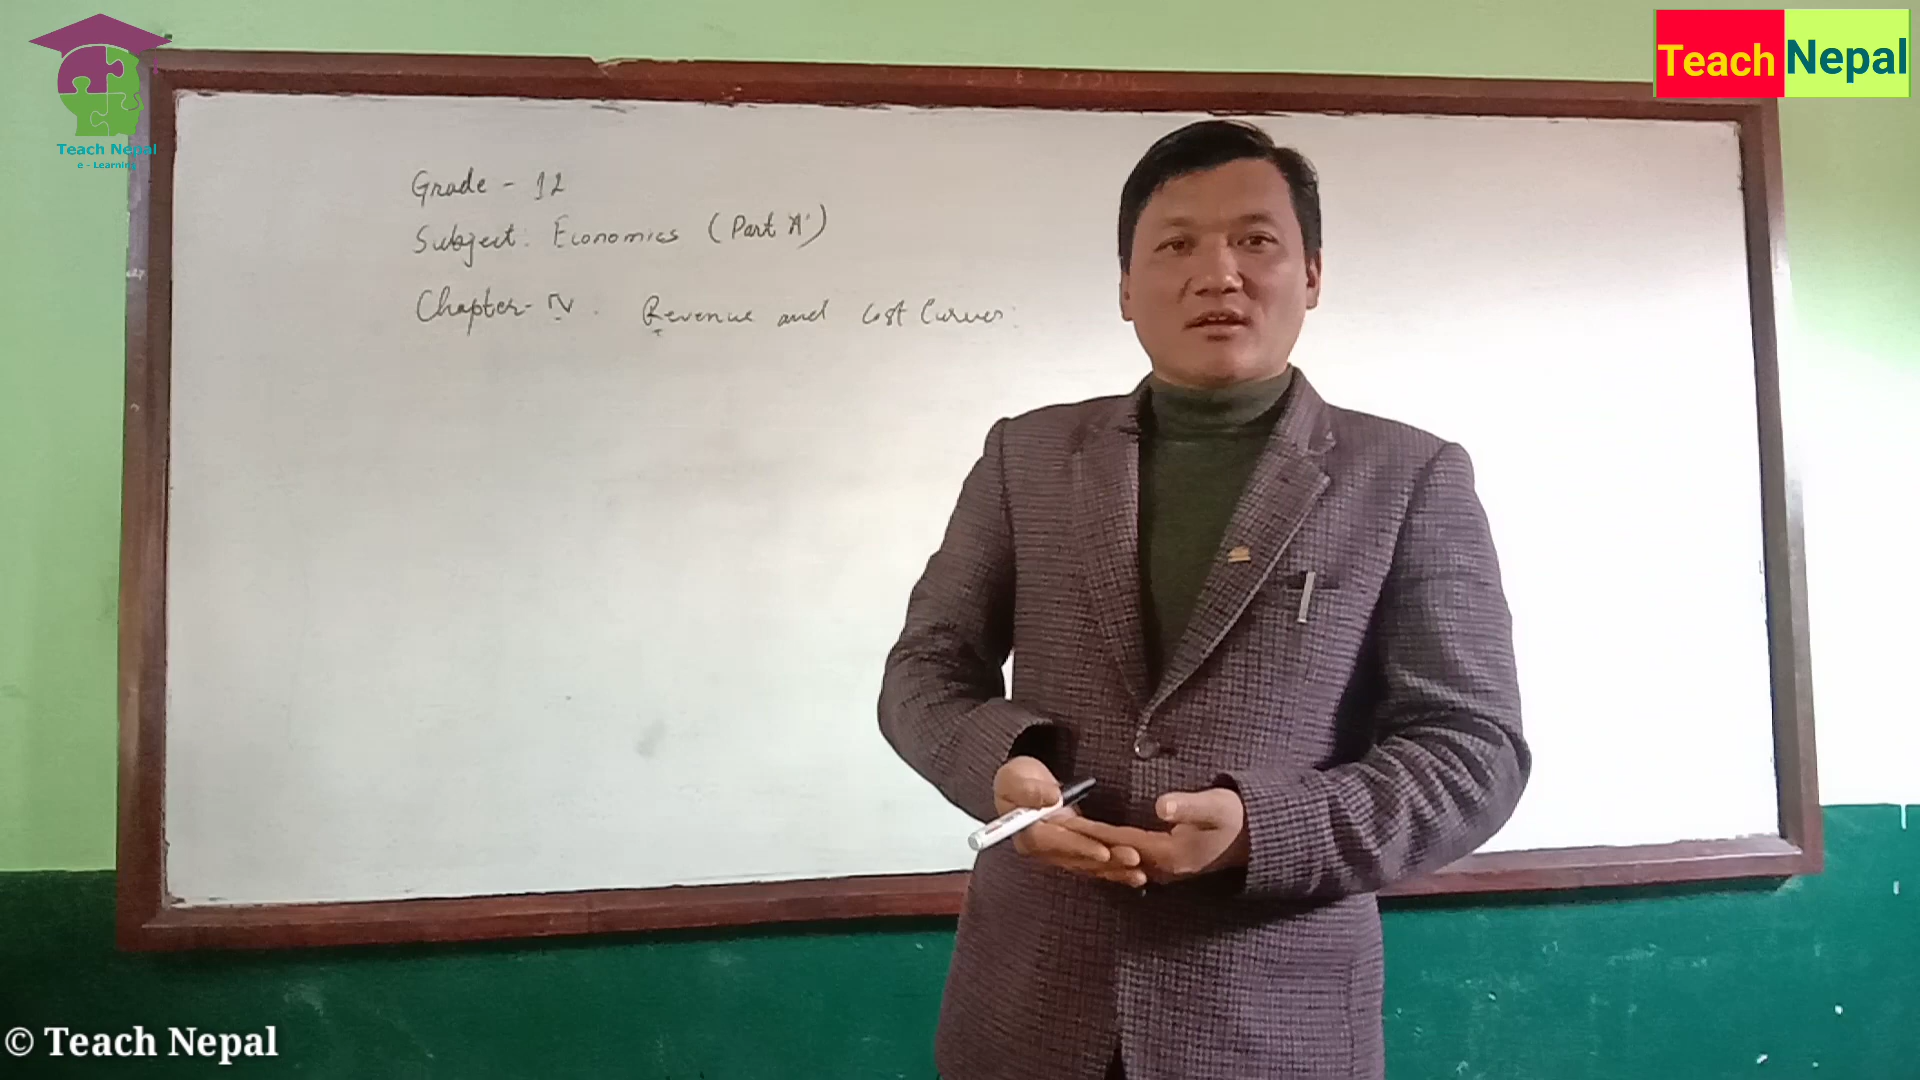 Teach Nepal
Teach Nepal
e - Learning
Grade - 12
Subject: Economics (Part 'A')
Chapter - IV. Revenue and Cost Curves:
© Teach Nepal